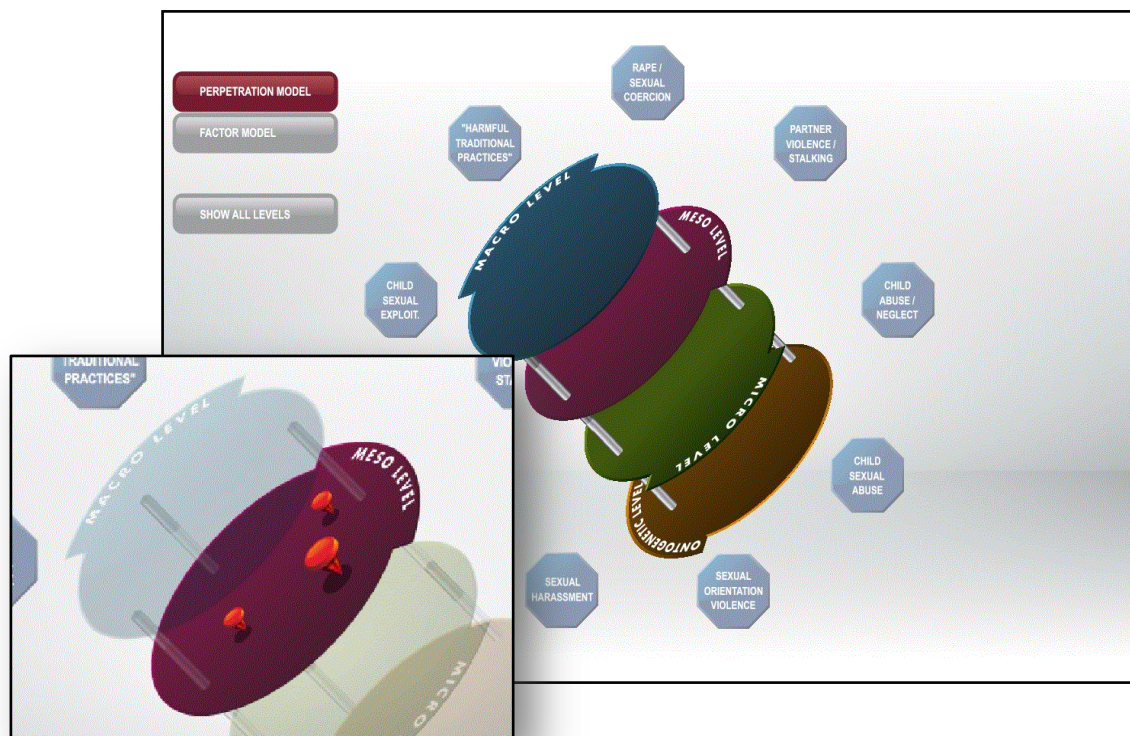 PERPETRATION MODEL
FACTOR MODEL
SHOW ALL LEVELS
RAPE /
SEXUAL
COERCION
"HARMFUL
TRADITIONAL
PRACTICES"
PARTNER
VIOLENCE /
STALKING
CHILD
SEXUAL
EXPLOIT.
CHILD
ABUSE /
NEGLECT
CHILD
SEXUAL
ABUSE
SEXUAL
HARASSMENT
SEXUAL
ORIENTATION
VIOLENCE
MACRO LEVEL
MESO LEVEL
MICRO LEVEL
ONTOGENETIC LEVEL
TRADITIONAL
PRACTICES"
MACRO LEVEL
MESO LEVEL
MICRO